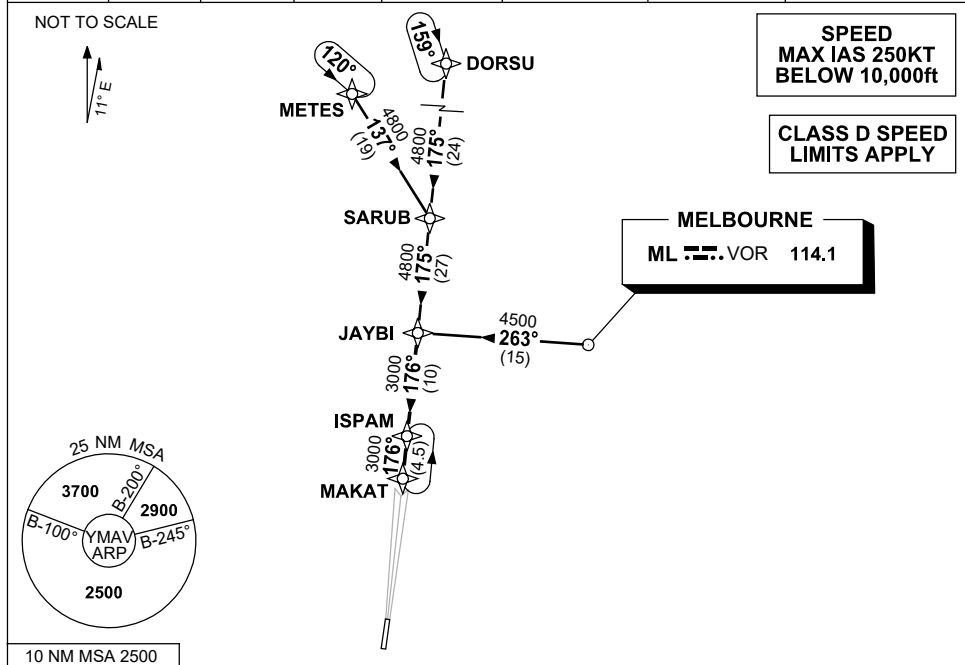 NOT TO SCALE
11° E
SPEED
MAX IAS 250KT
BELOW 10,000ft
CLASS D SPEED
LIMITS APPLY
120°
159°
DORSU
METES
4800
137°
(19)
4800
175°
(24)
SARUB
4800
175°
(27)
MELBOURNE
ML VOR 114.1
JAYBI
4500
263°
(15)
3000
176°
(10)
ISPAM
3000
176°
(4.5)
MAKAT
25 NM MSA
3700
B-200°
2900
B-100°
YMAV
ARP
B-245°
2500
10 NM MSA 2500